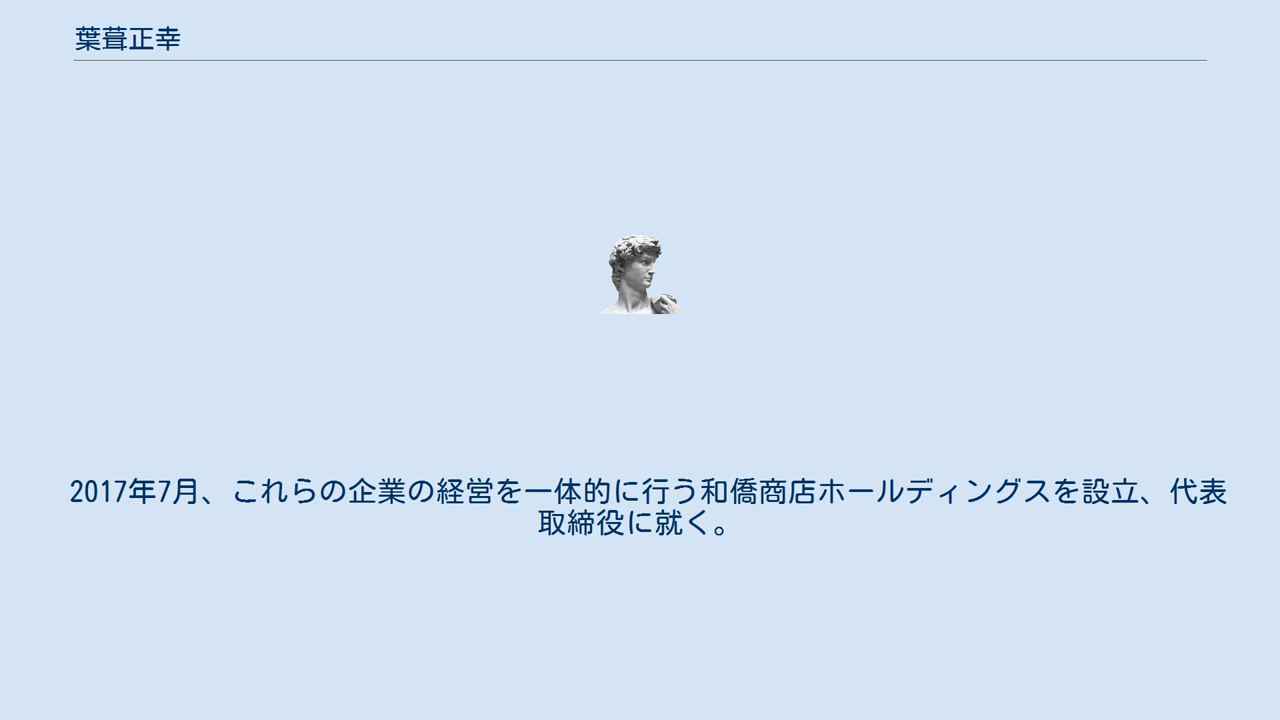 葉葺正幸
2017年7月、これらの企業の経営を一体的に行う和僑商店ホールディングスを設立、代表
取締役に就く。